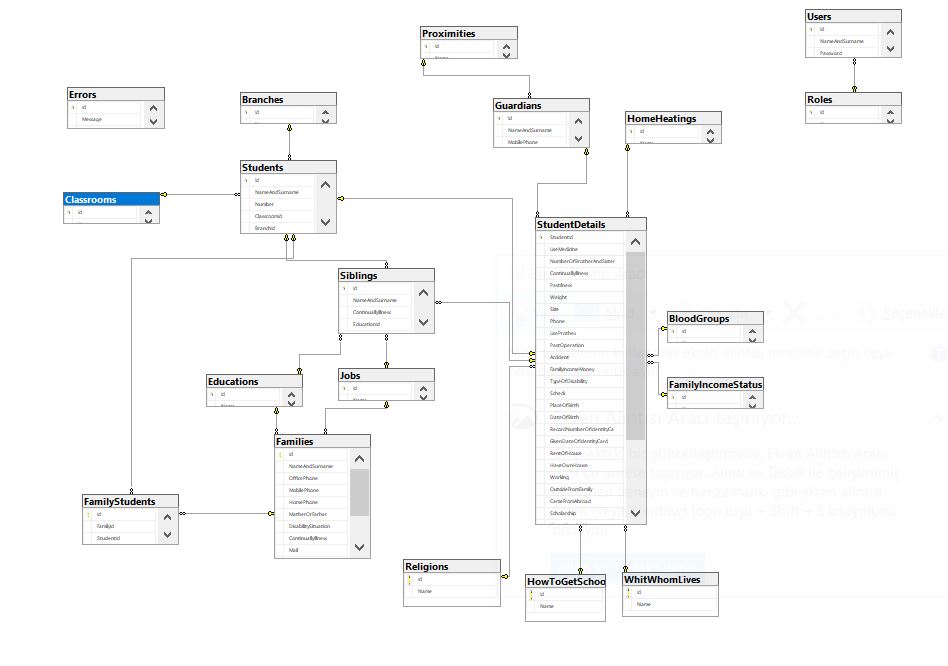 Proximities
Id
Users
Id
NameAndSurname
Password
Errors
Id
Message
Branches
Id
Guardians
Id
NameAndSurname
MobilePhone
HomeHeatings
Id
Roles
Id
Students
Id
NameAndSurname
Number
ClassroomId
BranchId
Classrooms
Id
StudentDetails
StudentId
UseMedicine
NumberOfBrotherAndSister
ContinuallyIllness
PastIllness
Weight
Size
Phone
UseProthes
PastOperation
Accident
FamilyIncomeMoney
TypeOfDisability
PlaceOfBirth
DateOfBirth
RecordNumberOfIdentityCa
GivenDateOfIdentityCard
RentOfHouse
HaveOwnHouse
Working
OutsideFromFamily
CameFromAbroad
Scholarship
Siblings
Id
NameAndSurname
ContinuallyIllness
EducationId
BloodGroups
Id
FamilyIncomeStatus
Id
Educations
Id
Jobs
Id
Families
Id
NameAndSurname
OfficePhone
MobilePhone
HomePhone
MotherOrFather
DisabilitySituation
ContinuallyIllness
Mail
FamilyStudents
Id
FamilyId
StudentId
Religions
Id
Name
HowToGetSchoo
Id
Name
WhitWhomLives
Id
Name